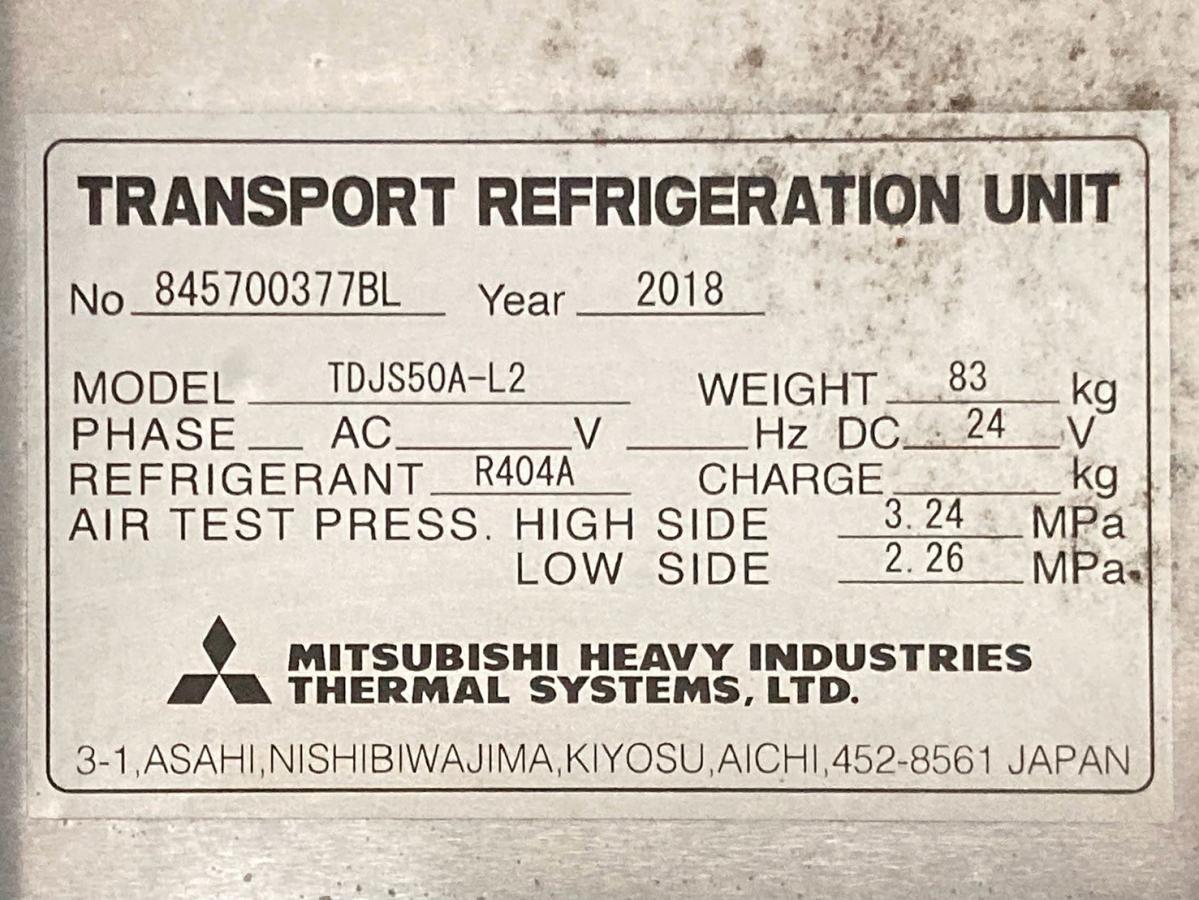 TRANSPORT REFRIGERATION UNIT
No 845700377BL Year 2018
MODEL TDJS50A-L2 WEIGHT 83 kg
PHASE AC V Hz DC 24 V
REFRIGERANT R404A CHARGE kg
AIR TEST PRESS. HIGH SIDE 3.24 MPa
LOW SIDE 2.26 MPa
MITSUBISHI HEAVY INDUSTRIES
THERMAL SYSTEMS, LTD.
3-1,ASAHI,NISHIBIWAJIMA,KIYOSU,AICHI,452-8561 JAPAN